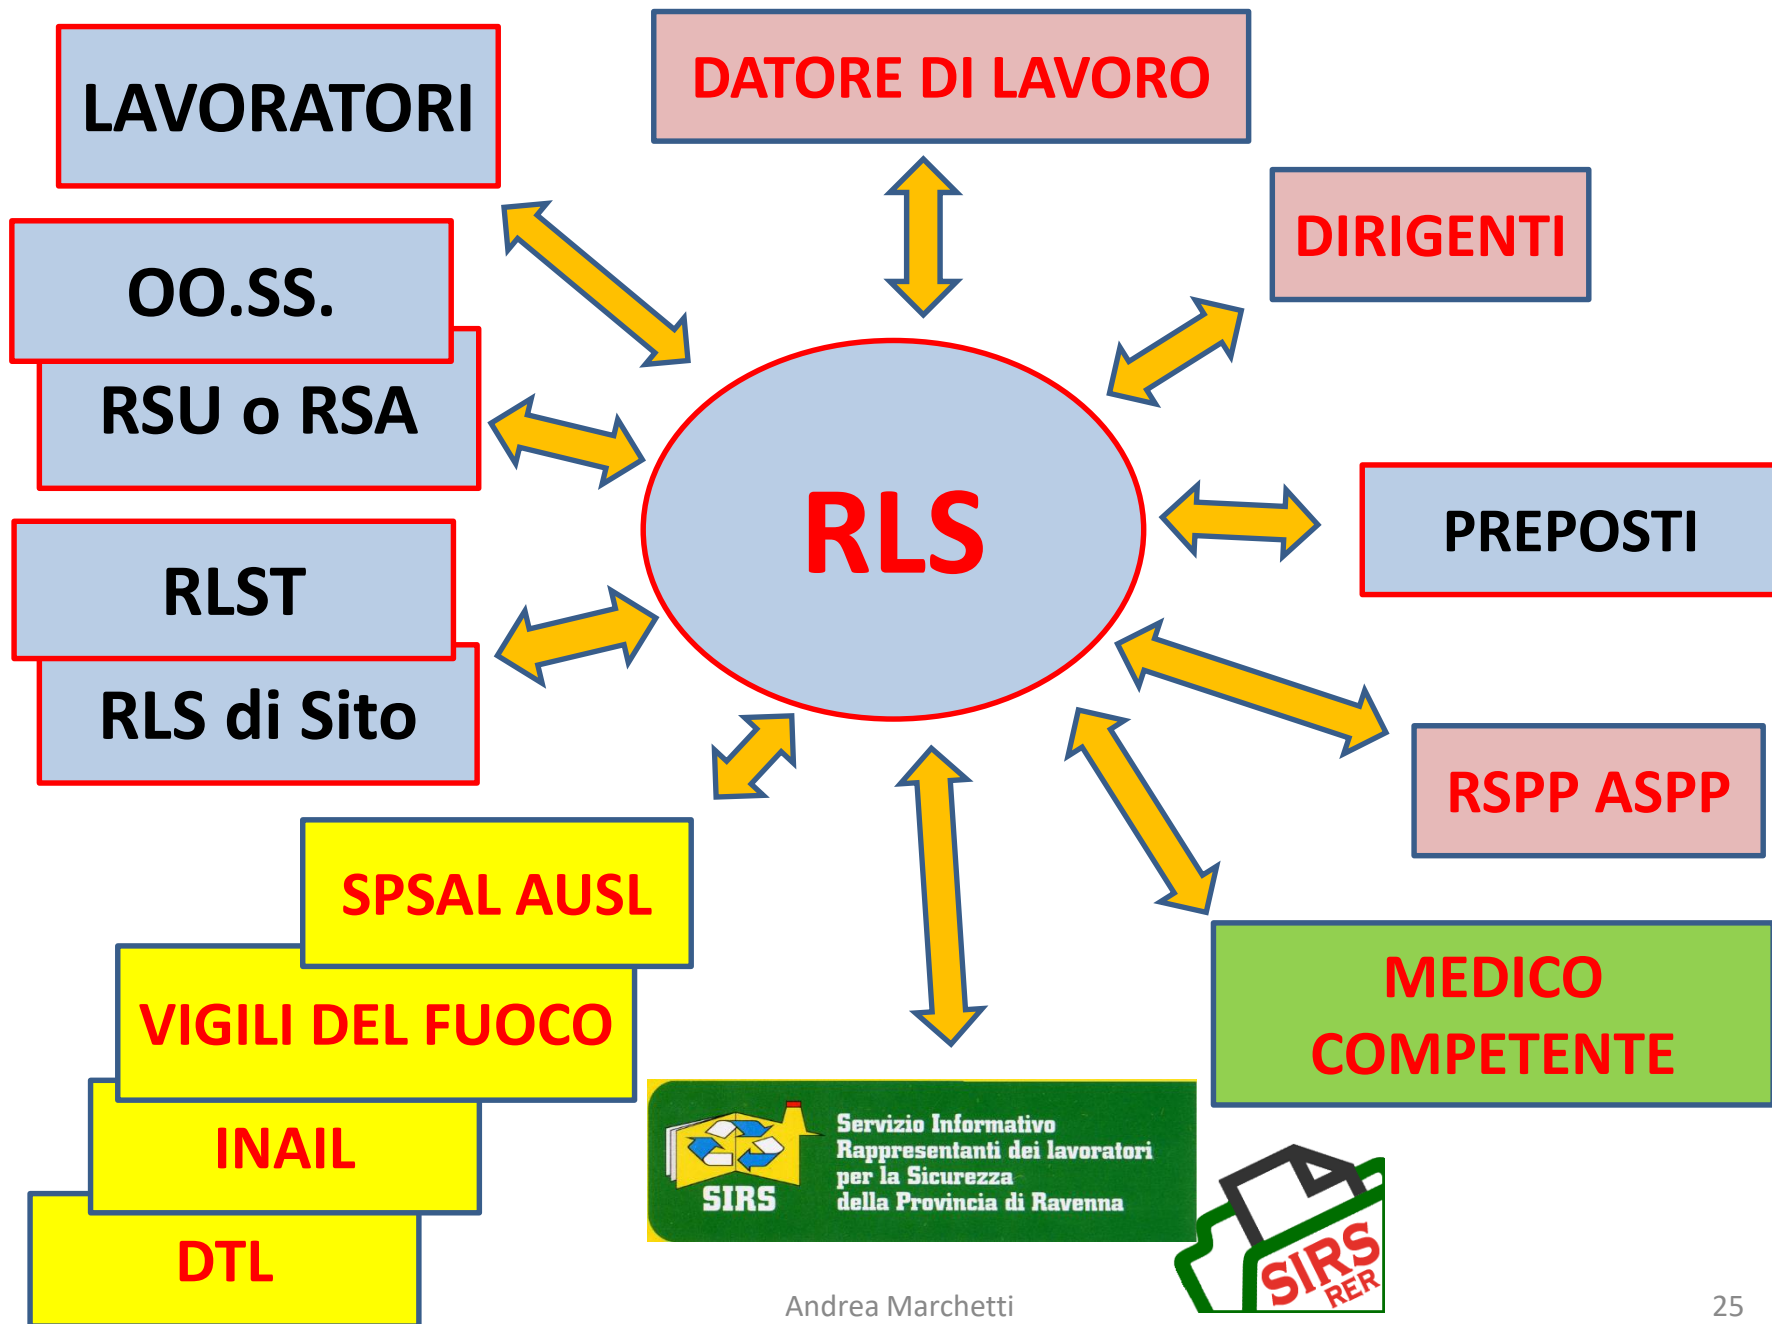 LAVORATORI
DATORE DI LAVORO
DIRIGENTI
OO.SS.
RSU o RSA
RLS
PREPOSTI
RLST
RLS di Sito
RSPP ASPP
SPSAL AUSL
VIGILI DEL FUOCO
INAIL
DTL
MEDICO
COMPETENTE
SIRS
Servizio Informativo
Rappresentanti dei lavoratori
per la Sicurezza
della Provincia di Ravenna
SIRS
RER
Andrea Marchetti
25